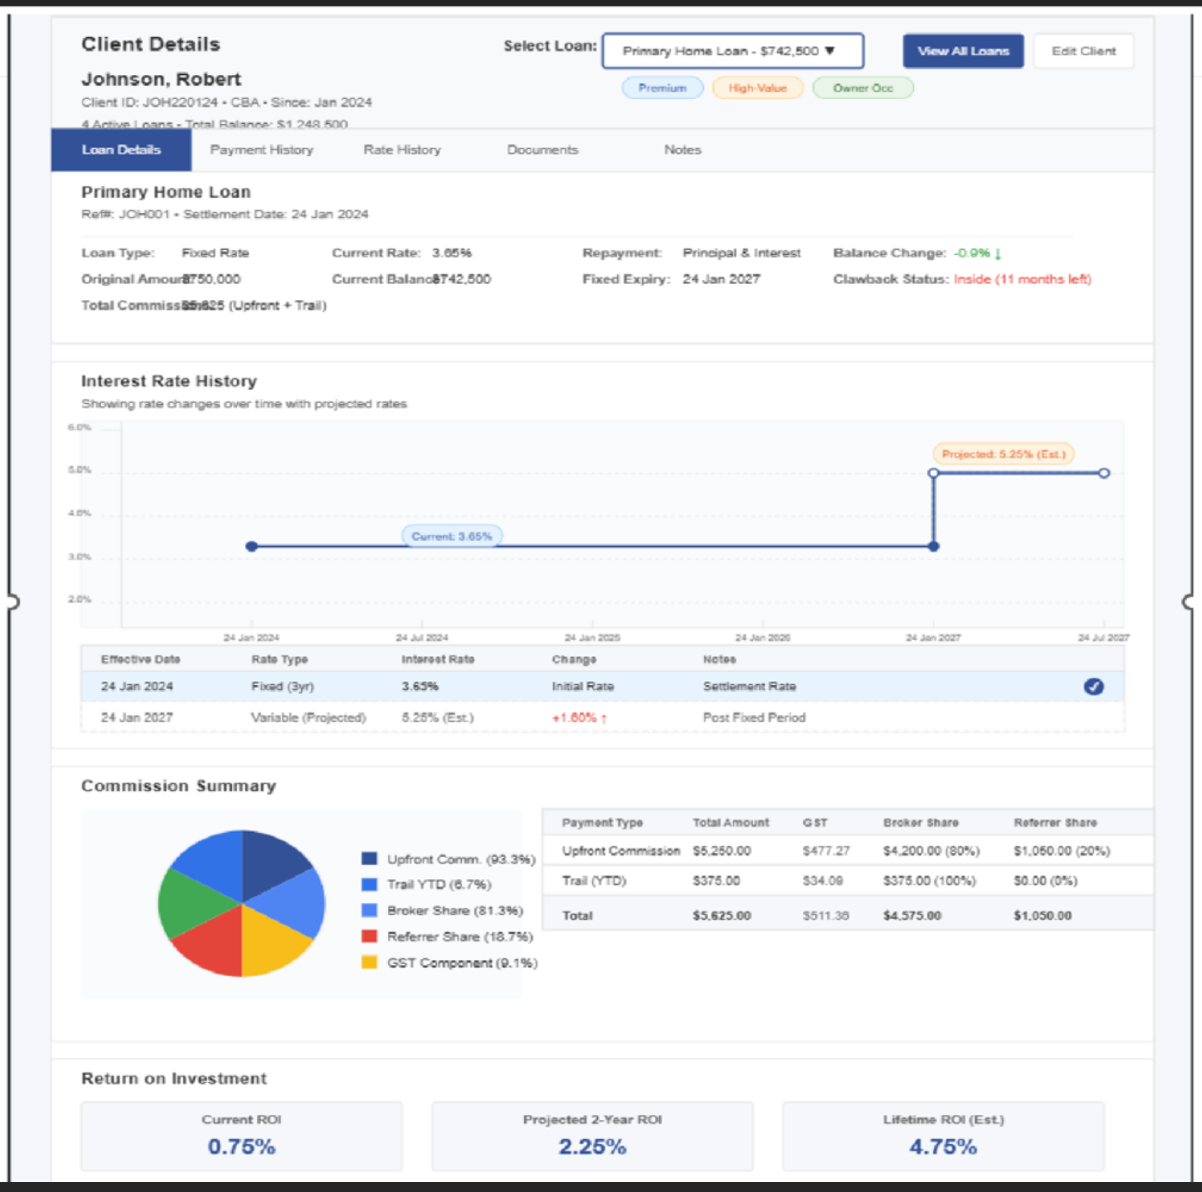 Client Details
Select Loan: Primary Home Loan - $742,500 ▼ View All Loans Edit Client
Johnson, Robert
Premium High-Value Owner Occ
Client ID: JOH220124 • CBA • Since: Jan 2024
4 Active Loans - Total Balance: $1,248,500
Loan Details Payment History Rate History Documents Notes
Primary Home Loan
Ref#: JOH001 • Settlement Date: 24 Jan 2024
Loan Type: Fixed Rate Current Rate: 3.65% Repayment: Principal & Interest Balance Change: -0.9% ↓
Original Amount $750,000 Current Balance $742,500 Fixed Expiry: 24 Jan 2027 Clawback Status: Inside (11 months left)
Total Commission: $5,625 (Upfront + Trail)
Interest Rate History
Showing rate changes over time with projected rates
6.0%
Projected: 5.25% (Est.)
5.0%
4.0%
Current: 3.65%
3.0%
2.0%
24 Jan 2024 24 Jul 2024 24 Jan 2025 24 Jan 2026 24 Jan 2027 24 Jul 2027
Effective Date Rate Type Interest Rate Change Notes
24 Jan 2024 Fixed (3yr) 3.65% Initial Rate Settlement Rate
24 Jan 2027 Variable (Projected) 5.25% (Est.) +1.60% ↑ Post Fixed Period
Commission Summary
Upfront Comm. (93.3%)
Trail YTD (6.7%)
Broker Share (81.3%)
Referrer Share (18.7%)
GST Component (9.1%)
Payment Type Total Amount GST Broker Share Referrer Share
Upfront Commission $5,250.00 $477.27 $4,200.00 (80%) $1,050.00 (20%)
Trail (YTD) $375.00 $34.09 $375.00 (100%) $0.00 (0%)
Total $5,625.00 $511.36 $4,575.00 $1,050.00
Return on Investment
Current ROI Projected 2-Year ROI Lifetime ROI (Est.)
0.75% 2.25% 4.75%